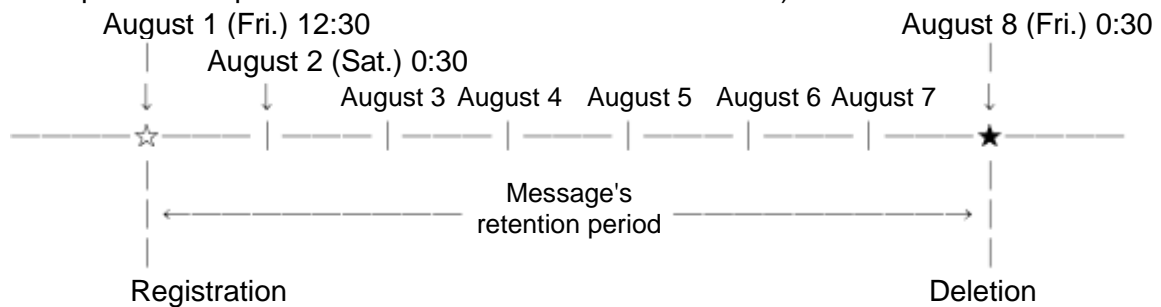 August 1 (Fri.) 12:30 August 8 (Fri.) 0:30
August 2 (Sat.) 0:30
August 3 August 4 August 5 August 6 August 7
Message's
retention period
Registration Deletion